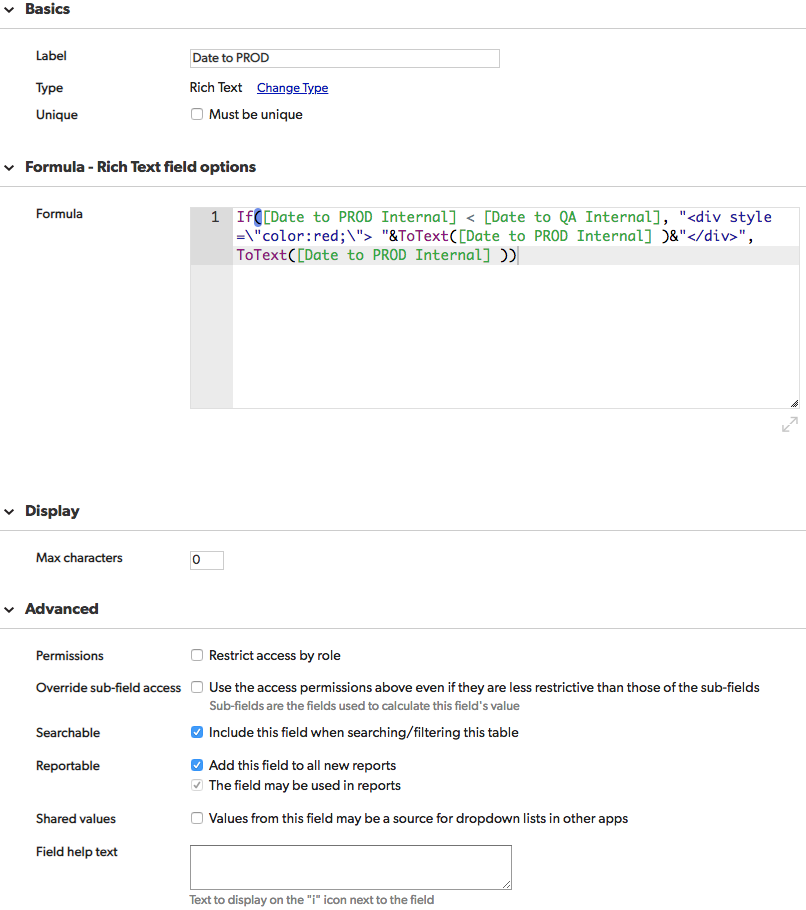 Basics
Label Date to PROD
Type Rich Text Change Type
Unique Must be unique
Formula - Rich Text field options
Formula 1 If([Date to PROD Internal] < [Date to QA Internal], "<div style
=\"color:red;\"> "&ToText([Date to PROD Internal] )&"</div>",
ToText([Date to PROD Internal] ))
Display
Max characters 0
Advanced
Permissions Restrict access by role
Override sub-field access Use the access permissions above even if they are less restrictive than those of the sub-fields
Sub-fields are the fields used to calculate this field's value
Searchable Include this field when searching/filtering this table
Reportable Add this field to all new reports
The field may be used in reports
Shared values Values from this field may be a source for dropdown lists in other apps
Field help text
Text to display on the "i" icon next to the field